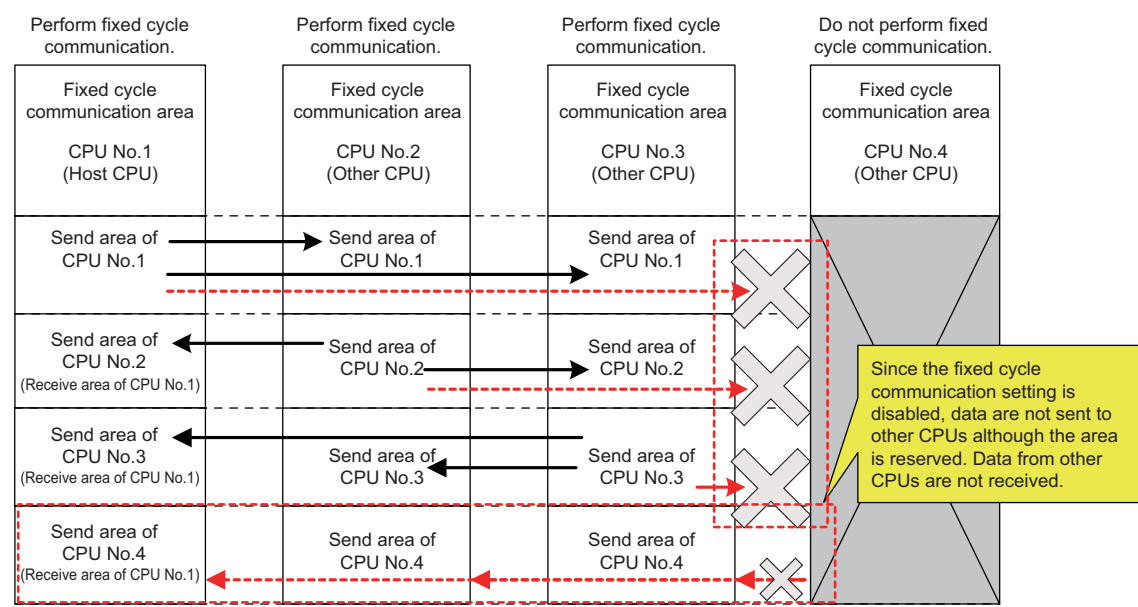 Perform fixed cycle
communication.
Perform fixed cycle
communication.
Perform fixed cycle
communication.
Do not perform fixed
cycle communication.
Fixed cycle
communication area
CPU No.1
(Host CPU)
Fixed cycle
communication area
CPU No.2
(Other CPU)
Fixed cycle
communication area
CPU No.3
(Other CPU)
Fixed cycle
communication area
CPU No.4
(Other CPU)
Send area of
CPU No.1
Send area of
CPU No.1
Send area of
CPU No.1
Send area of
CPU No.2
(Receive area of CPU No.1)
Send area of
CPU No.2
Send area of
CPU No.2
Send area of
CPU No.3
(Receive area of CPU No.1)
Send area of
CPU No.3
Send area of
CPU No.3
Send area of
CPU No.4
(Receive area of CPU No.1)
Send area of
CPU No.4
Send area of
CPU No.4
Since the fixed cycle
communication setting is
disabled, data are not sent to
other CPUs although the area
is reserved. Data from other
CPUs are not received.